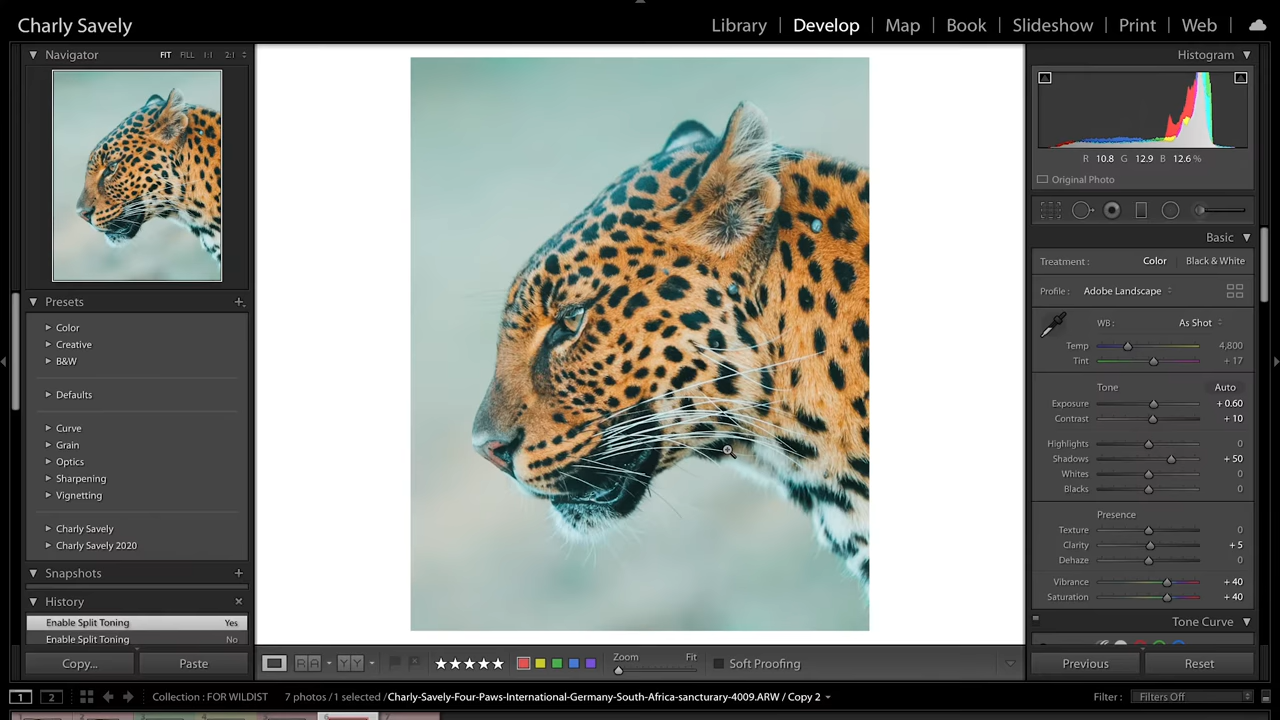 Charly Savely
Library | Develop | Map | Book | Slideshow | Print | Web
Navigator FIT FILL 1:1 2:1
Histogram
R 10.8 G 12.9 B 12.6 %
Original Photo
Basic
Treatment : Color Black & White
Profile : Adobe Landscape
WB : As Shot
Temp 4,800
Tint + 17
Tone Auto
Exposure + 0.60
Contrast + 10
Highlights 0
Shadows + 50
Whites 0
Blacks 0
Presence
Texture 0
Clarity + 5
Dehaze 0
Vibrance + 40
Saturation + 40
Tone Curve
Previous Reset
Presets +
Color
Creative
B&W
Defaults
Curve
Grain
Optics
Sharpening
Vignetting
Charly Savely
Charly Savely 2020
Snapshots +
History ×
Enable Split Toning Yes
Enable Split Toning No
Copy... Paste
R A Y Y ★★★★★ Zoom Fit Soft Proofing
1 2 Collection : FOR WILDIST 7 photos / 1 selected / Charly-Savely-Four-Paws-International-Germany-South-Africa-sancturary-4009.ARW / Copy 2 Filter : Filters Off